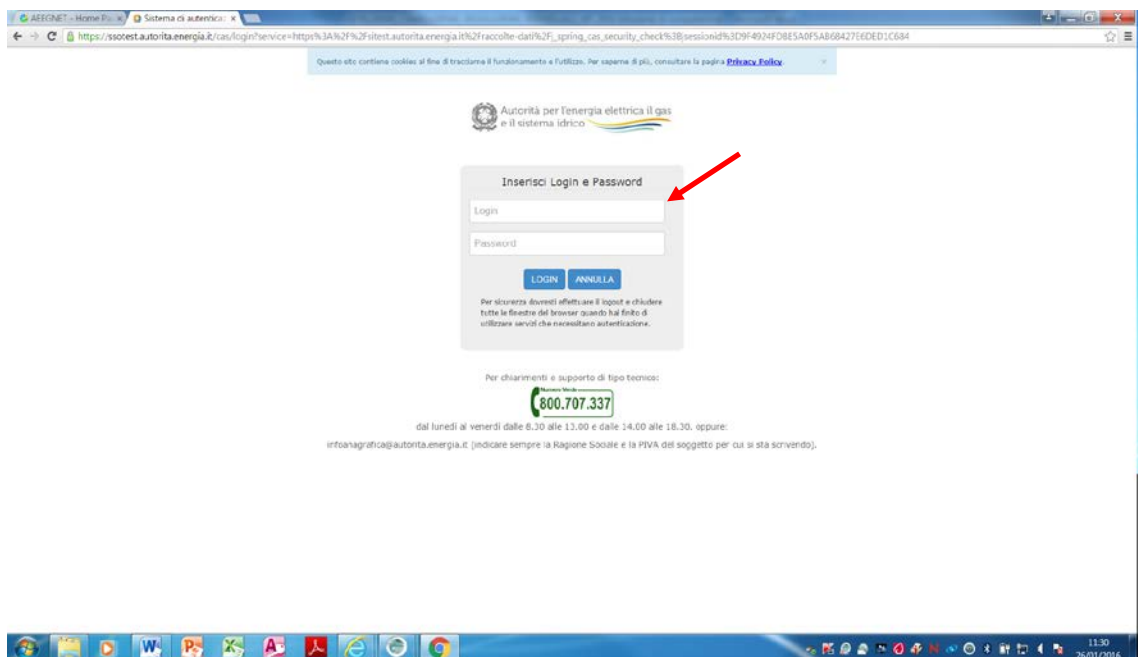 AEEGNET - Home Pa
Sistema di autentica
https://ssotest.autorita.energia.it/cas/login?service=https%3A%2F%2Fsitest.autorita.energia.it%2Fraccolte-dati%2Fj_spring_cas_security_check%3Bjsessionid%3D9F4924FD8E5A0F5AB68427E6DED1C684
Questo sito contiene cookies al fine di tracciarne il funzionamento e l'utilizzo. Per saperne di più, consultare la pagina Privacy Policy.
Autorità per l'energia elettrica il gas
e il sistema idrico
Inserisci Login e Password
Login
Password
LOGIN ANNULLA
Per sicurezza dovresti effettuare il logout e chiudere
tutte le finestre del browser quando hai finito di
utilizzare servizi che necessitano autenticazione.
Per chiarimenti e supporto di tipo tecnico:
Numero Verde
800.707.337
dal lunedì al venerdì dalle 8.30 alle 13.00 e dalle 14.00 alle 18.30, oppure:
infoanagrafica@autorita.energia.it [indicare sempre la Ragione Sociale e la PIVA del soggetto per cui si sta scrivendo].
11:30
26/01/2016